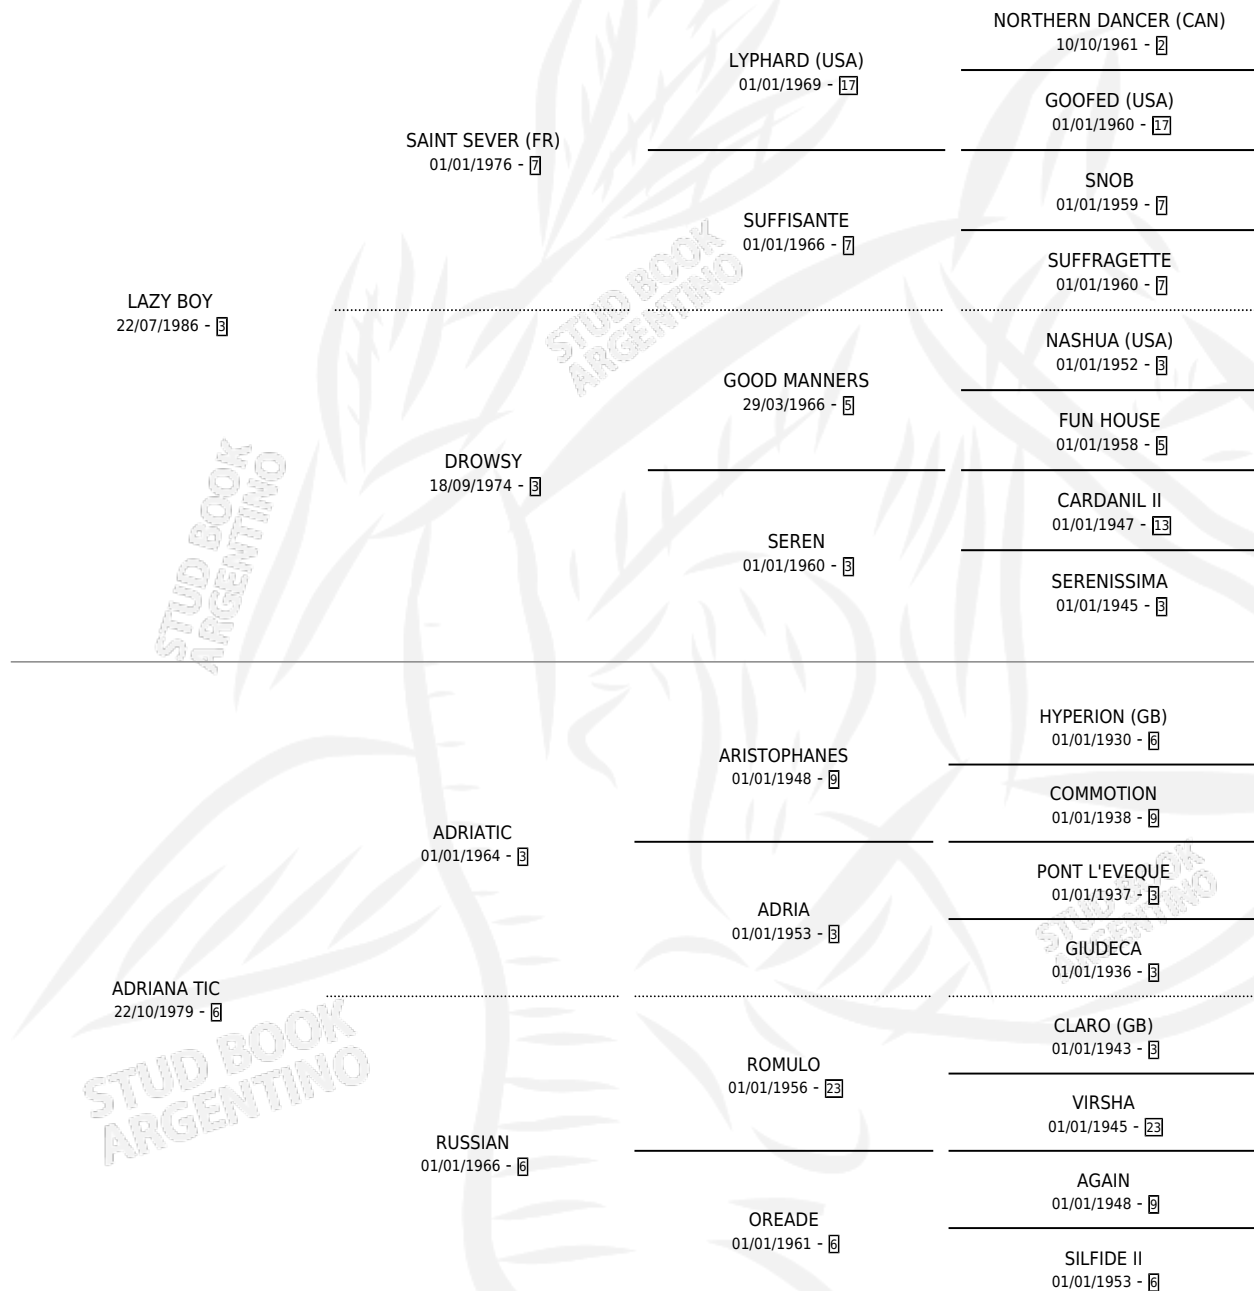 NORTHERN DANCER (CAN)
10/10/1961 - 2
LYPHARD (USA)
01/01/1969 - 17
GOOFED (USA)
01/01/1960 - 17
SAINT SEVER (FR)
01/01/1976 - 7
SNOB
01/01/1959 - 7
SUFFISANTE
01/01/1966 - 7
SUFFRAGETTE
01/01/1960 - 7
LAZY BOY
22/07/1986 - 3
NASHUA (USA)
01/01/1952 - 3
GOOD MANNERS
29/03/1966 - 5
FUN HOUSE
01/01/1958 - 5
DROWSY
18/09/1974 - 3
CARDANIL II
01/01/1947 - 13
SEREN
01/01/1960 - 3
SERENISSIMA
01/01/1945 - 3
HYPERION (GB)
01/01/1930 - 6
ARISTOPHANES
01/01/1948 - 9
COMMOTION
01/01/1938 - 9
ADRIATIC
01/01/1964 - 3
PONT L'EVEQUE
01/01/1937 - 3
ADRIA
01/01/1953 - 3
GIUDECA
01/01/1936 - 3
ADRIANA TIC
22/10/1979 - 6
CLARO (GB)
01/01/1943 - 3
ROMULO
01/01/1956 - 23
VIRSHA
01/01/1945 - 23
RUSSIAN
01/01/1966 - 6
AGAIN
01/01/1948 - 9
OREADE
01/01/1961 - 6
SILFIDE II
01/01/1953 - 6
STUD BOOK
ARGENTINO
STUD BOOK
ARGENTINO
STUD BOOK
ARGENTINO
STUD BOOK
ARGENTINO